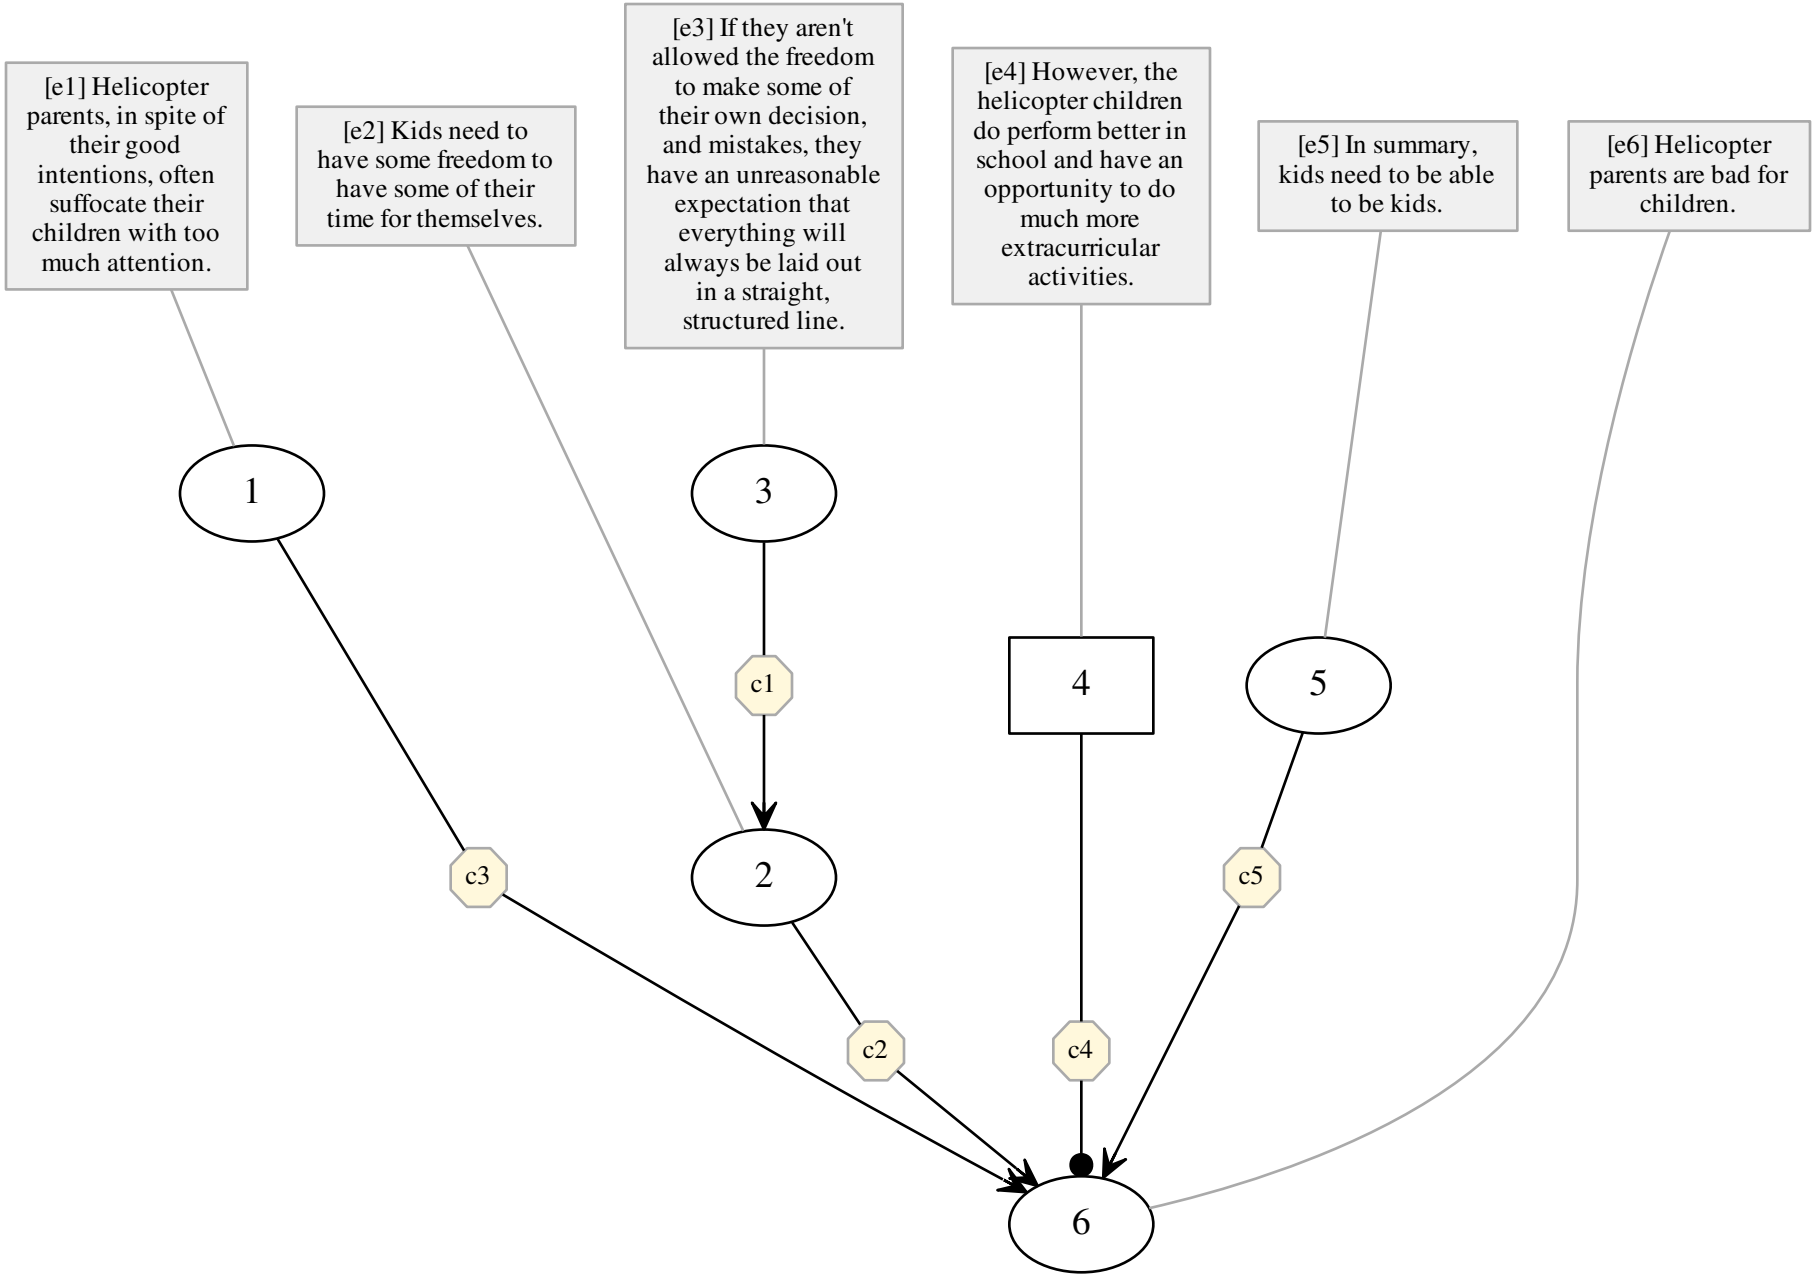 [e1] Helicopter
parents, in spite of
their good
intentions, often
suffocate their
children with too
much attention.
[e2] Kids need to
have some freedom to
have some of their
time for themselves.
[e3] If they aren't
allowed the freedom
to make some of
their own decision,
and mistakes, they
have an unreasonable
expectation that
everything will
always be laid out
in a straight,
structured line.
[e4] However, the
helicopter children
do perform better in
school and have an
opportunity to do
much more
extracurricular
activities.
[e5] In summary,
kids need to be able
to be kids.
[e6] Helicopter
parents are bad for
children.
1
3
c1
4
5
c3
2
c5
c2
c4
6